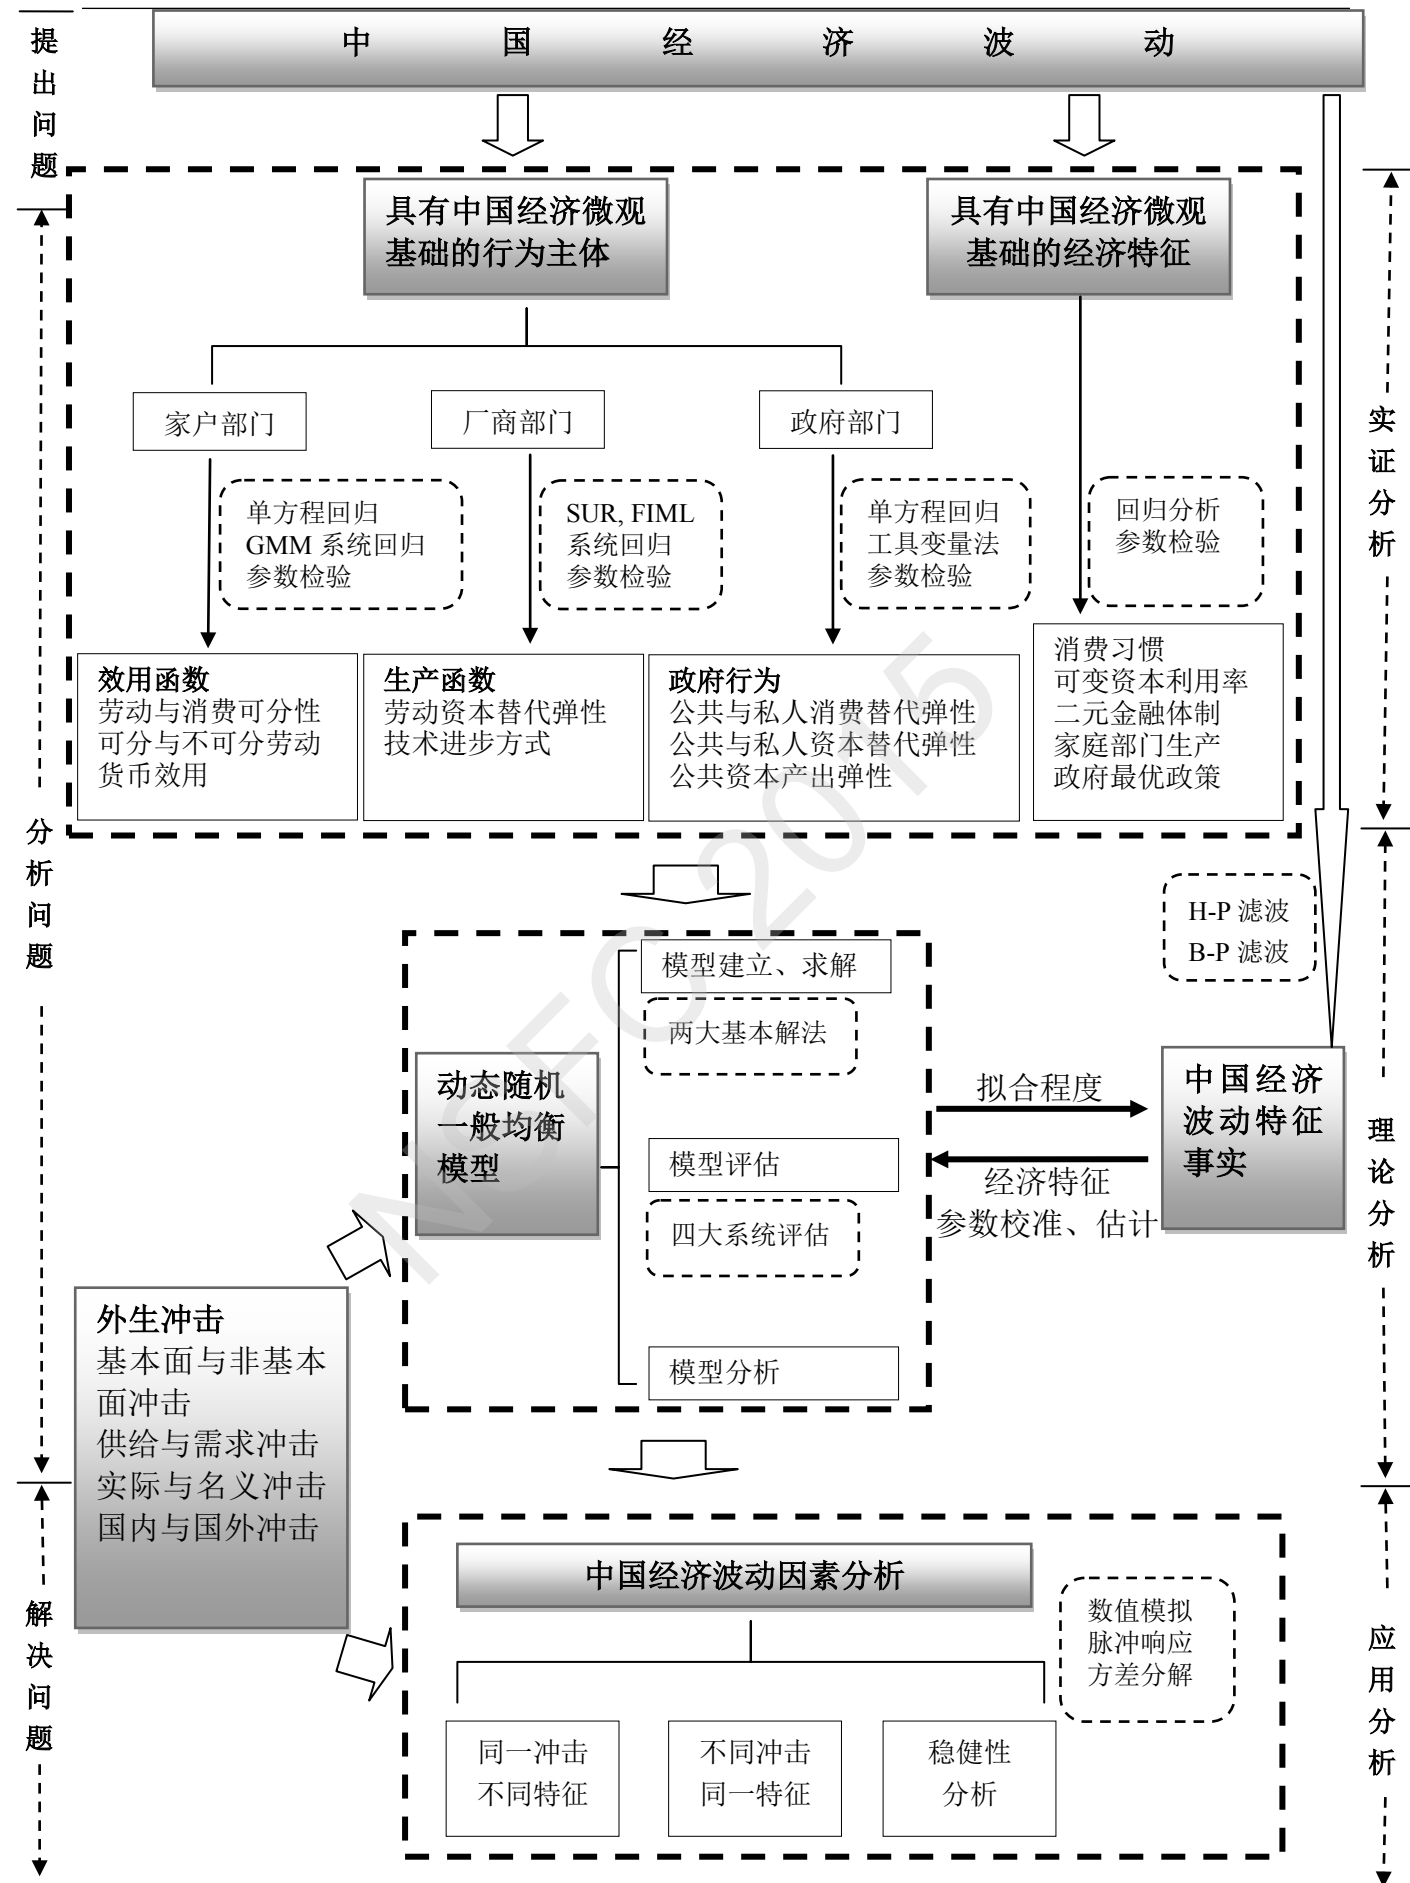 中国经济波动
提出问题
具有中国经济微观
基础的行为主体
具有中国经济微观
基础的经济特征
家户部门
厂商部门
政府部门
单方程回归
GMM 系统回归
参数检验
SUR, FIML
系统回归
参数检验
单方程回归
工具变量法
参数检验
回归分析
参数检验
实证分析
效用函数
劳动与消费可分性
可分与不可分劳动
货币效用
生产函数
劳动资本替代弹性
技术进步方式
政府行为
公共与私人消费替代弹性
公共与私人资本替代弹性
公共资本产出弹性
消费习惯
可变资本利用率
二元金融体制
家庭部门生产
政府最优政策
分析问题
H-P 滤波
B-P 滤波
动态随机
一般均衡
模型
模型建立、求解
两大基本解法
模型评估
四大系统评估
模型分析
拟合程度
经济特征
参数校准、估计
中国经济
波动特征
事实
理论分析
外生冲击
基本面与非基本
面冲击
供给与需求冲击
实际与名义冲击
国内与国外冲击
解决问题
中国经济波动因素分析
数值模拟
脉冲响应
方差分解
同一冲击
不同特征
不同冲击
同一特征
稳健性
分析
应用分析
NSFC 2015